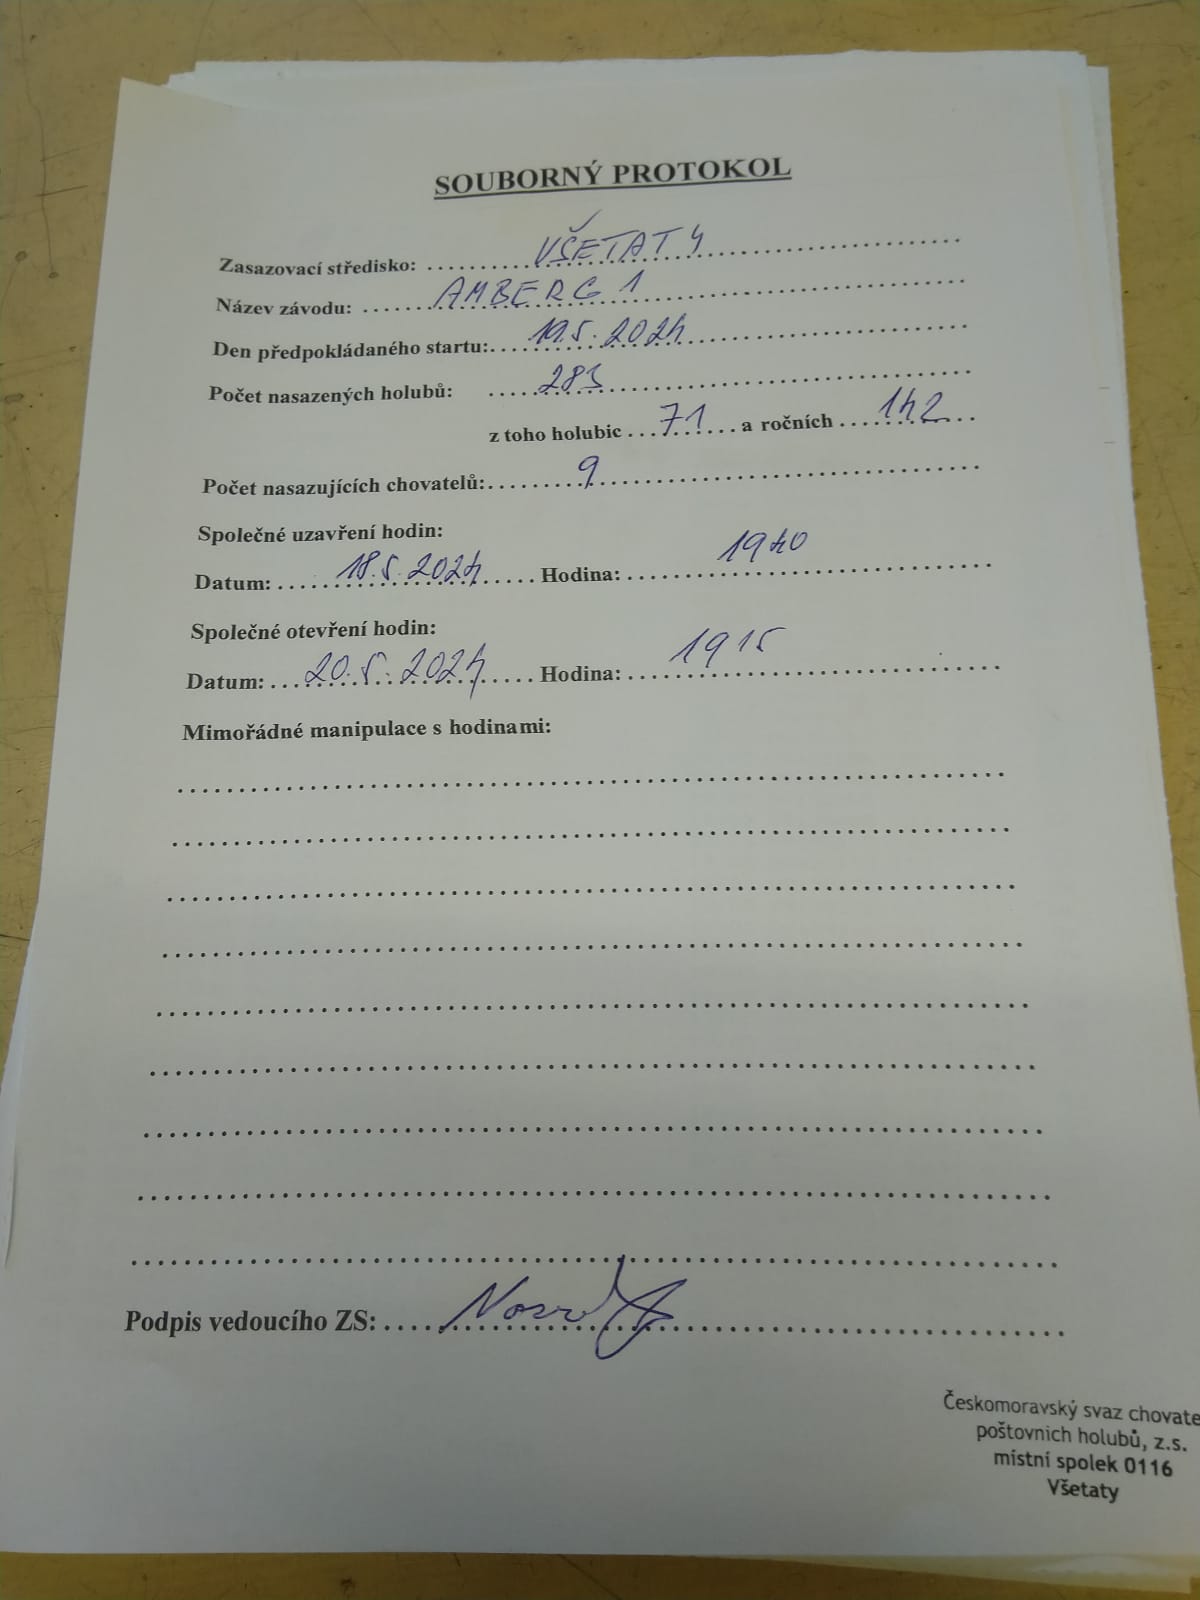 SOUBORNÝ PROTOKOL
Zasazovací středisko: VŠETATY
Název závodu: AMBERG 1
Den předpokládaného startu: 19.5.2024
Počet nasazených holubů: 283
z toho holubic 71 a ročních 142
Počet nasazujících chovatelů: 9
Společné uzavření hodin:
Datum: 18.5.2024 Hodina: 1940
Společné otevření hodin:
Datum: 20.5.2024 Hodina: 1915
Mimořádné manipulace s hodinami:
Podpis vedoucího ZS:
Českomoravský svaz chovate
poštovních holubů, z.s.
místní spolek 0116
Všetaty